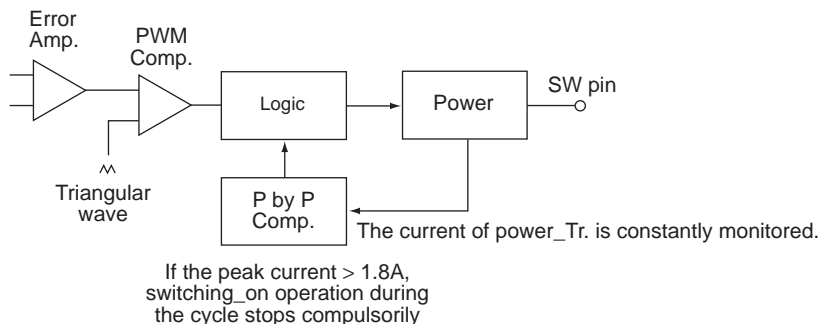 Error
Amp.
PWM
Comp.
Logic
Power
SW pin
Triangular
wave
P by P
Comp.
The current of power_Tr. is constantly monitored.
If the peak current > 1.8A,
switching_on operation during
the cycle stops compulsorily